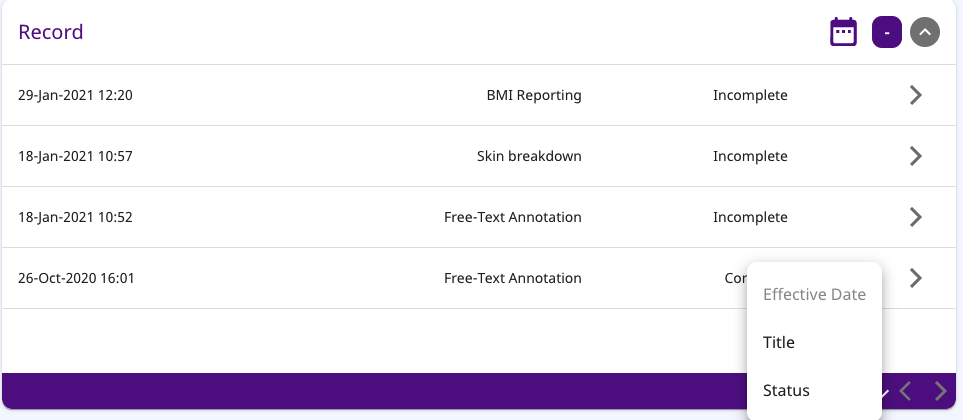 Record
-
29-Jan-2021 12:20 BMI Reporting Incomplete
18-Jan-2021 10:57 Skin breakdown Incomplete
18-Jan-2021 10:52 Free-Text Annotation Incomplete
26-Oct-2020 16:01 Free-Text Annotation
Effective Date
Title
Status